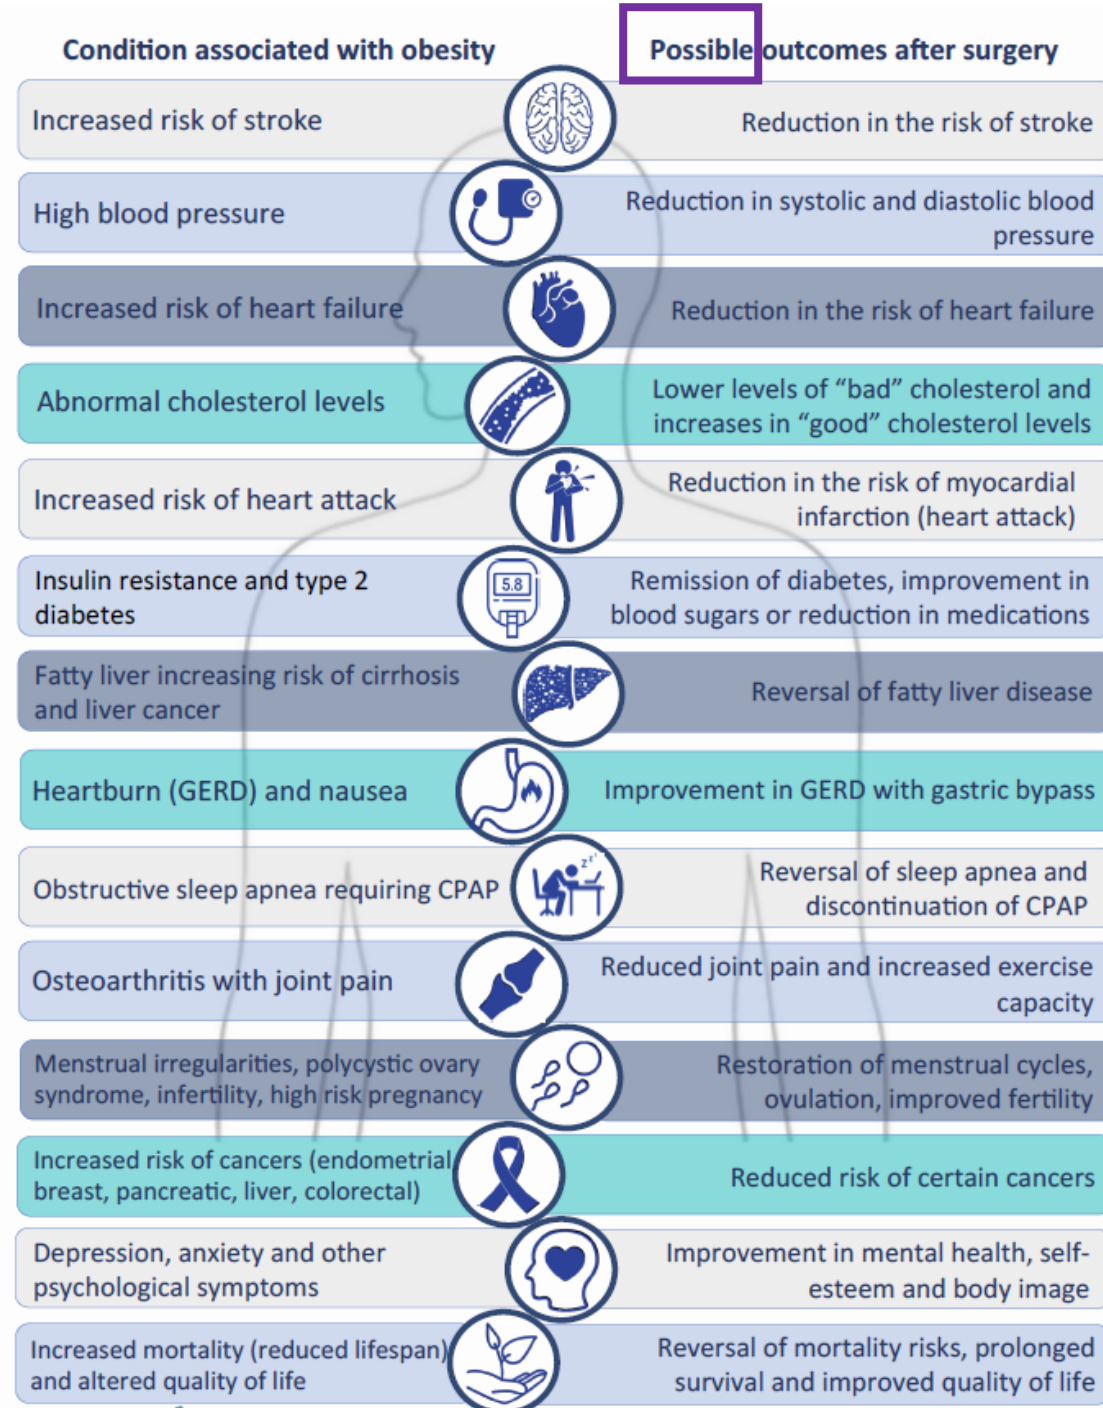 Condition associated with obesity
Possible outcomes after surgery
Increased risk of stroke
Reduction in the risk of stroke
High blood pressure
Reduction in systolic and diastolic blood
pressure
Increased risk of heart failure
Reduction in the risk of heart failure
Abnormal cholesterol levels
Lower levels of “bad” cholesterol and
increases in “good” cholesterol levels
Increased risk of heart attack
Reduction in the risk of myocardial
infarction (heart attack)
Insulin resistance and type 2
diabetes
5.8
Remission of diabetes, improvement in
blood sugars or reduction in medications
Fatty liver increasing risk of cirrhosis
and liver cancer
Reversal of fatty liver disease
Heartburn (GERD) and nausea
Improvement in GERD with gastric bypass
Obstructive sleep apnea requiring CPAP
zzz
Reversal of sleep apnea and
discontinuation of CPAP
Osteoarthritis with joint pain
Reduced joint pain and increased exercise
capacity
Menstrual irregularities, polycystic ovary
syndrome, infertility, high risk pregnancy
Restoration of menstrual cycles,
ovulation, improved fertility
Increased risk of cancers (endometrial,
breast, pancreatic, liver, colorectal)
Reduced risk of certain cancers
Depression, anxiety and other
psychological symptoms
Improvement in mental health, self-
esteem and body image
Increased mortality (reduced lifespan)
and altered quality of life
Reversal of mortality risks, prolonged
survival and improved quality of life